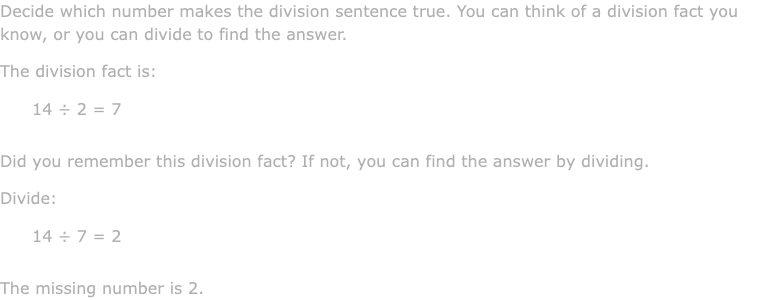 Decide which number makes the division sentence true. You can think of a division fact you
know, or you can divide to find the answer.
The division fact is:
14 ÷ 2 = 7
Did you remember this division fact? If not, you can find the answer by dividing.
Divide:
14 ÷ 7 = 2
The missing number is 2.